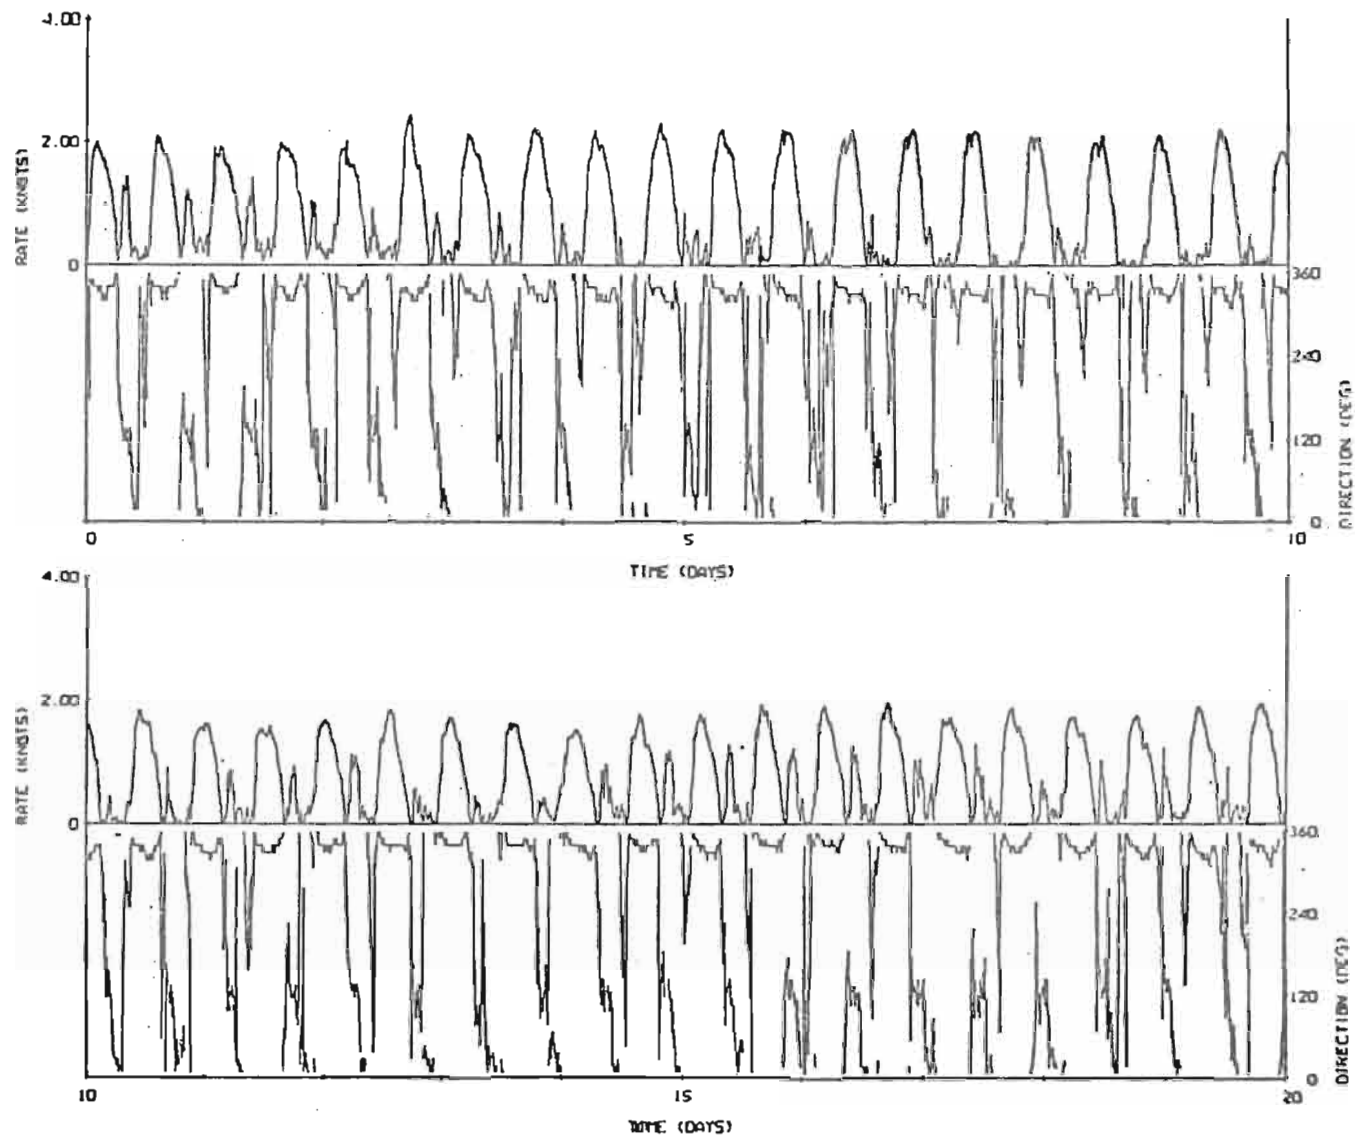 4.00
2.00
0
RATE (KNOTS)
360
240
120
0
DIRECTION (DEG)
0 5 10
TIME (DAYS)
4.00
2.00
0
RATE (KNOTS)
360
240
120
0
DIRECTION (DEG)
10 15 20
TIME (DAYS)